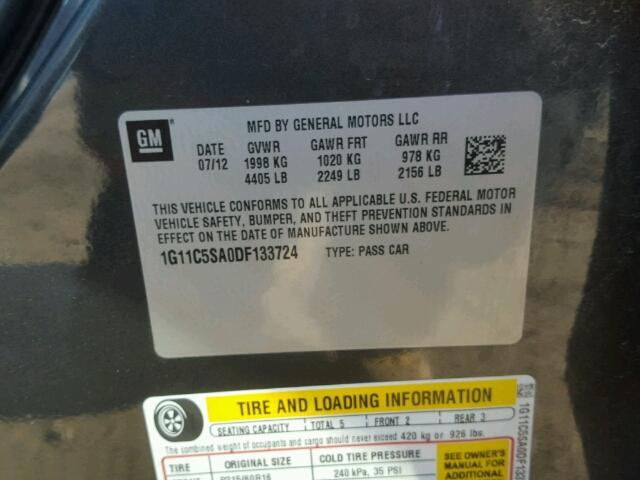 GM
MFD BY GENERAL MOTORS LLC
DATE GVWR GAWR FRT GAWR RR
07/12 1998 KG 1020 KG 978 KG
4405 LB 2249 LB 2156 LB
THIS VEHICLE CONFORMS TO ALL APPLICABLE U.S. FEDERAL MOTOR
VEHICLE SAFETY, BUMPER, AND THEFT PREVENTION STANDARDS IN
EFFECT ON THE DATE OF MANUFACTURE SHOWN ABOVE.
1G11C5SA0DF133724 TYPE: PASS CAR
TIRE AND LOADING INFORMATION
SEATING CAPACITY TOTAL 5 FRONT 2 REAR 3
The combined weight of occupants and cargo should never exceed 420 kg or 926 lbs.
TIRE ORIGINAL SIZE COLD TIRE PRESSURE
P215/60R16 240 kPa, 35 PSI
SEE OWNER'S
MANUAL FOR
ADDITIONAL
1G11C5SA0DF133